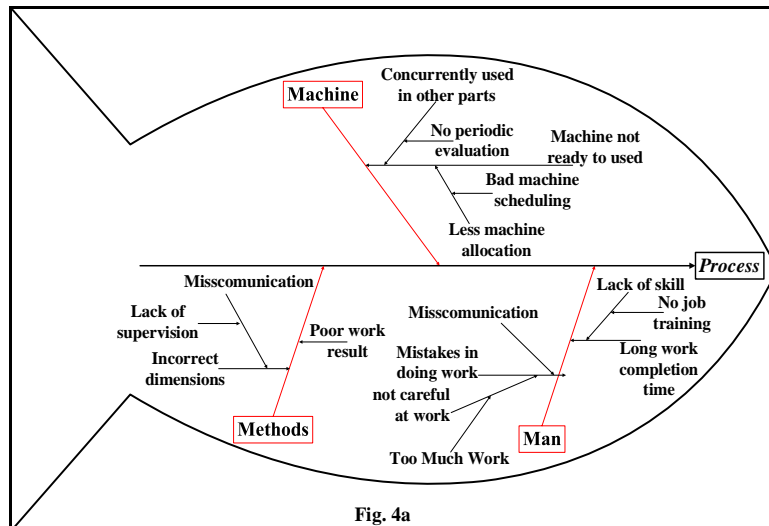 Concurrently used
in other parts
Machine
No periodic
evaluation
Machine not
ready to used
Bad machine
scheduling
Less machine
allocation
Process
Misscomunication
Lack of
supervision
Incorrect
dimensions
Poor work
result
Methods
Misscomunication
Mistakes in
doing work
not careful
at work
Too Much Work
Man
Lack of skill
No job
training
Long work
completion
time
Fig. 4a